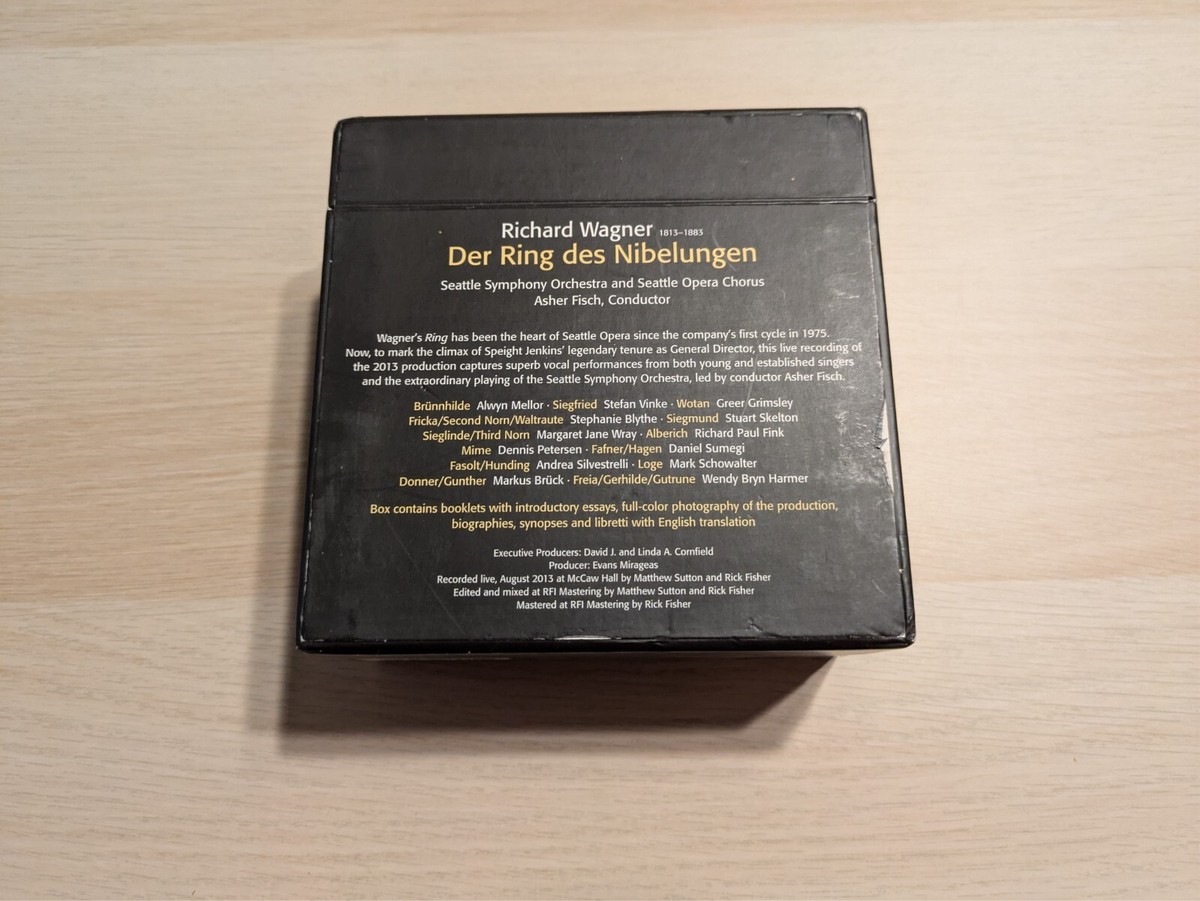 Richard Wagner 1813–1883
Der Ring des Nibelungen
Seattle Symphony Orchestra and Seattle Opera Chorus
Asher Fisch, Conductor
Wagner's Ring has been the heart of Seattle Opera since the company's first cycle in 1975.
Now, to mark the climax of Speight Jenkins' legendary tenure as General Director, this live recording of
the 2013 production captures superb vocal performances from both young and established singers
and the extraordinary playing of the Seattle Symphony Orchestra, led by conductor Asher Fisch.
Brünnhilde Alwyn Mellor · Siegfried Stefan Vinke · Wotan Greer Grimsley
Fricka/Second Norn/Waltraute Stephanie Blythe · Siegmund Stuart Skelton
Sieglinde/Third Norn Margaret Jane Wray · Alberich Richard Paul Fink
Mime Dennis Petersen · Fafner/Hagen Daniel Sumegi
Fasolt/Hunding Andrea Silvestrelli · Loge Mark Schowalter
Donner/Gunther Markus Brück · Freia/Gerhilde/Gutrune Wendy Bryn Harmer
Box contains booklets with introductory essays, full-color photography of the production,
biographies, synopses and libretti with English translation
Executive Producers: David J. and Linda A. Cornfield
Producer: Evans Mirageas
Recorded live, August 2013 at McCaw Hall by Matthew Sutton and Rick Fisher
Edited and mixed at RFI Mastering by Matthew Sutton and Rick Fisher
Mastered at RFI Mastering by Rick Fisher